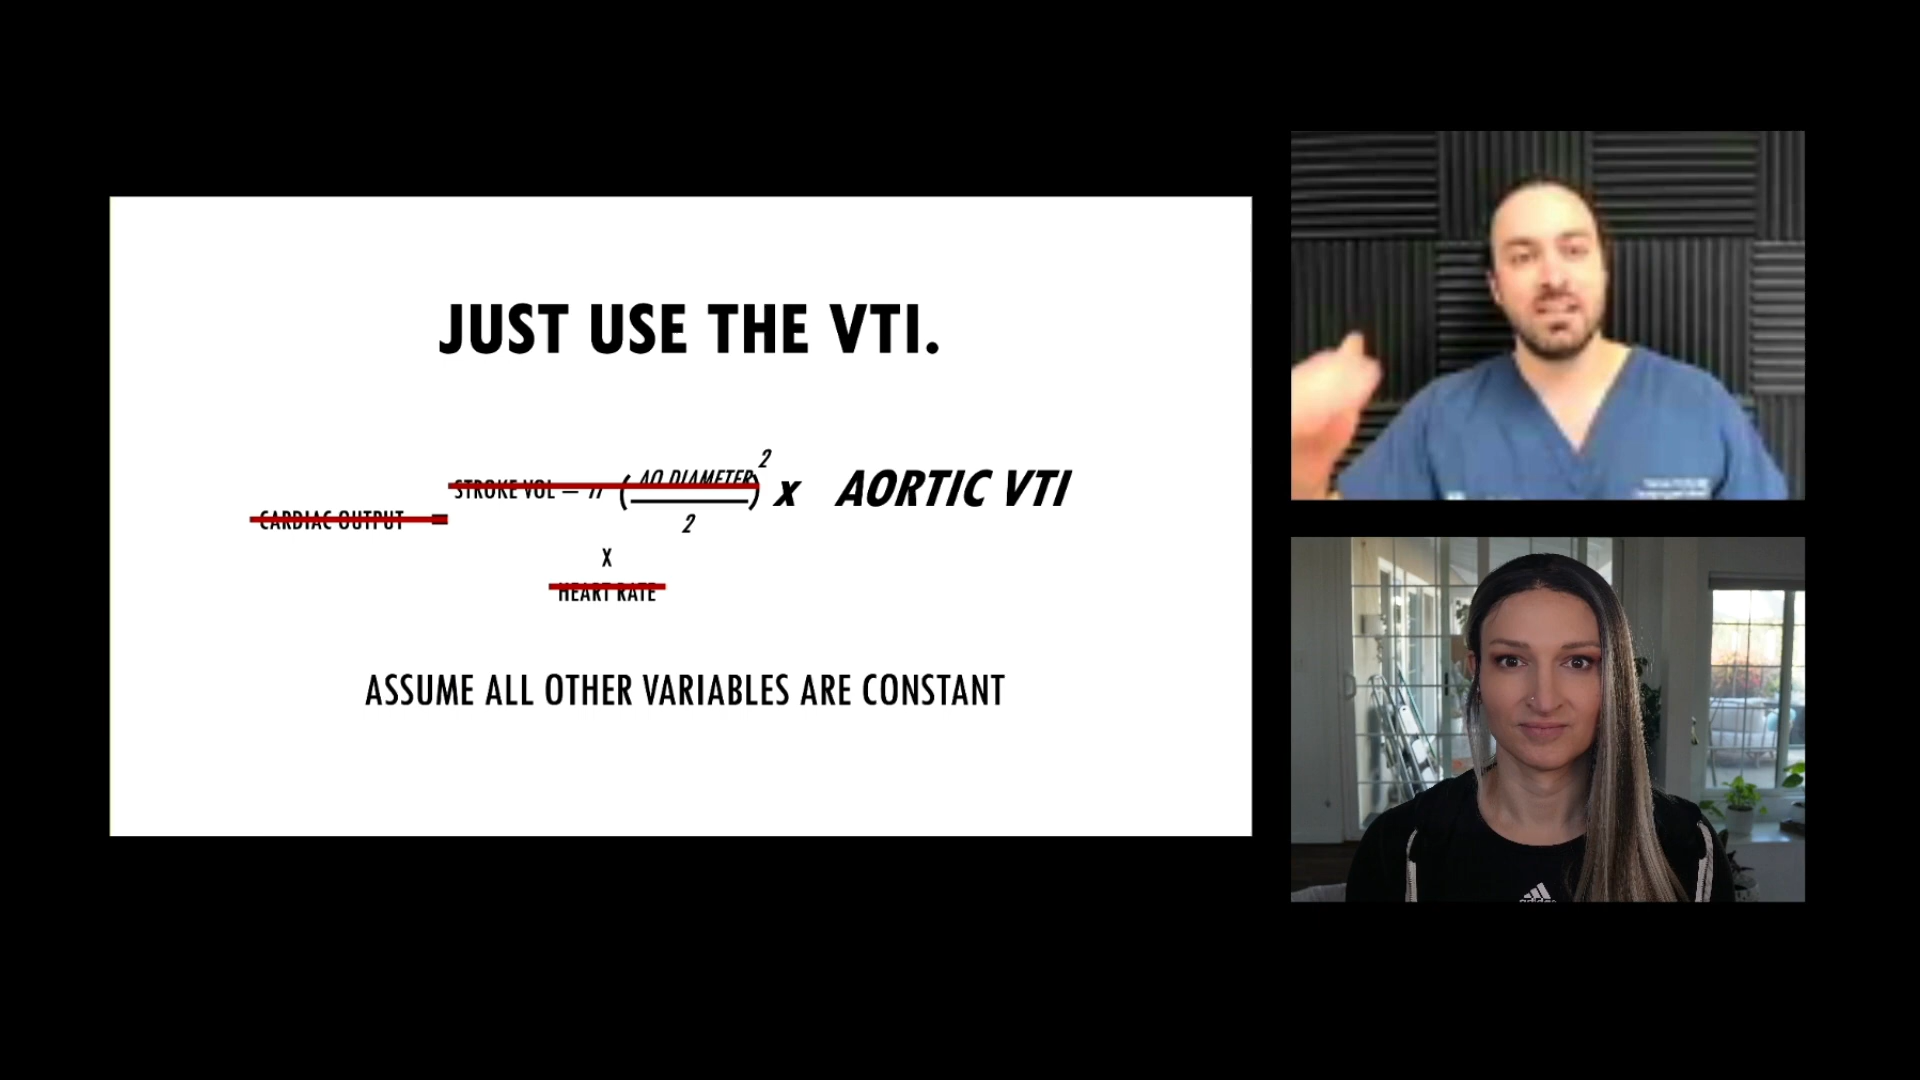 JUST USE THE VTI.
2
STROKE VOL = π (AO DIAMETER) x AORTIC VTI
CARDIAC OUTPUT =
2
X
HEART RATE
ASSUME ALL OTHER VARIABLES ARE CONSTANT
adidas